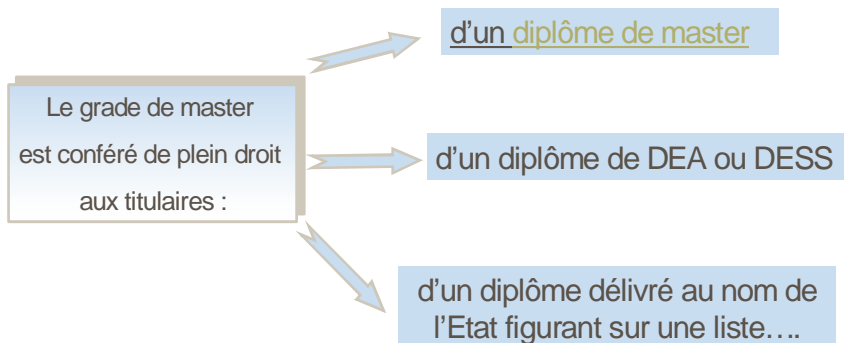 d'un diplôme de master
Le grade de master
est conféré de plein droit
aux titulaires :
d'un diplôme de DEA ou DESS
d'un diplôme délivré au nom de
l'Etat figurant sur une liste….